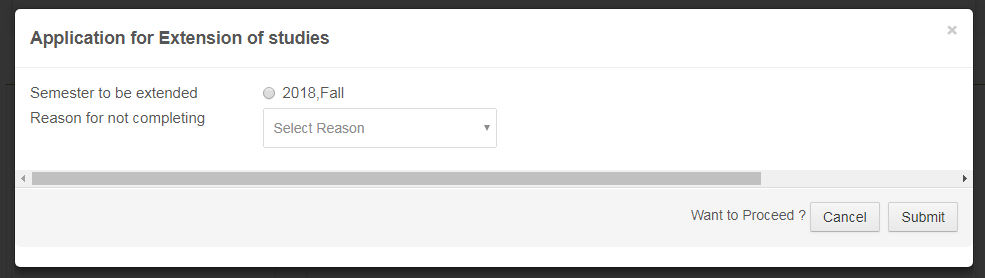 Application for Extension of studies
×
Semester to be extended
2018,Fall
Reason for not completing
Select Reason
Want to Proceed ?
Cancel
Submit